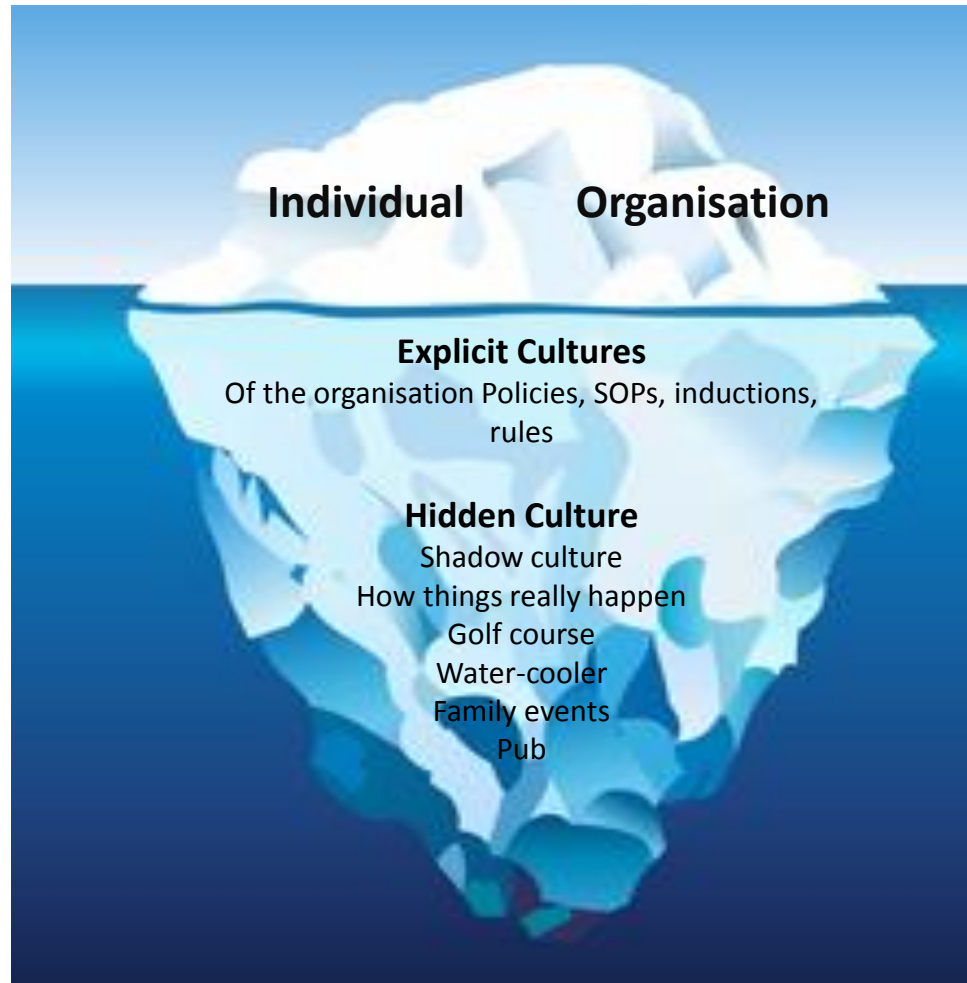 Individual Organisation
Explicit Cultures
Of the organisation Policies, SOPs, inductions,
rules
Hidden Culture
Shadow culture
How things really happen
Golf course
Water-cooler
Family events
Pub